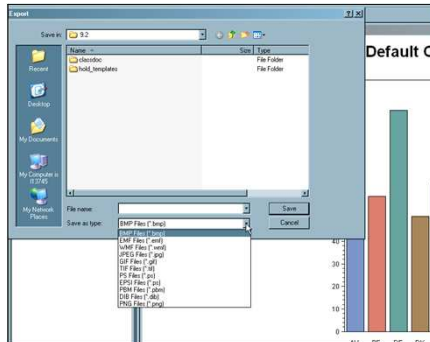 Export
Save in: 9.2
Name Size Type
classdoc File Folder
hold_templates File Folder
Recent
Desktop
My Documents
My Computer is
My Network
Places
File name:
Save
Save as type: BMP Files (*.bmp)
Cancel
BMP Files (*.bmp)
EMF Files (*.emf)
WMF Files (*.wmf)
JPEG Files (*.jpg)
GIF Files (*.gif)
TIF Files (*.tif)
PS Files (*.ps)
EPSI Files (*.ps)
PBM Files (*.pbm)
DIB Files (*.dib)
PNG Files (*.png)
Default C
40
30
20
10
0